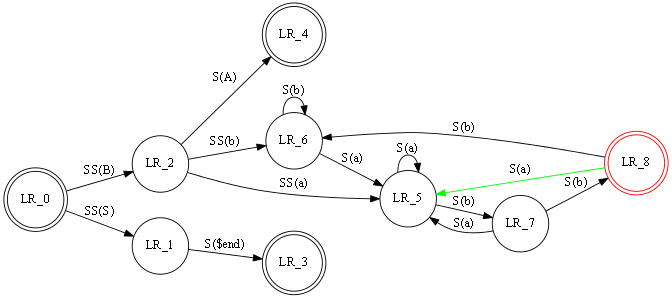 LR_4
S(A)
S(b)
SS(b)
LR_6
S(b)
LR_2
S(a)
S(a)
LR_8
SS(B)
S(a)
S(b)
SS(a)
LR_5
LR_0
S(b)
SS(S)
S(a)
LR_7
LR_1
S($end)
LR_3